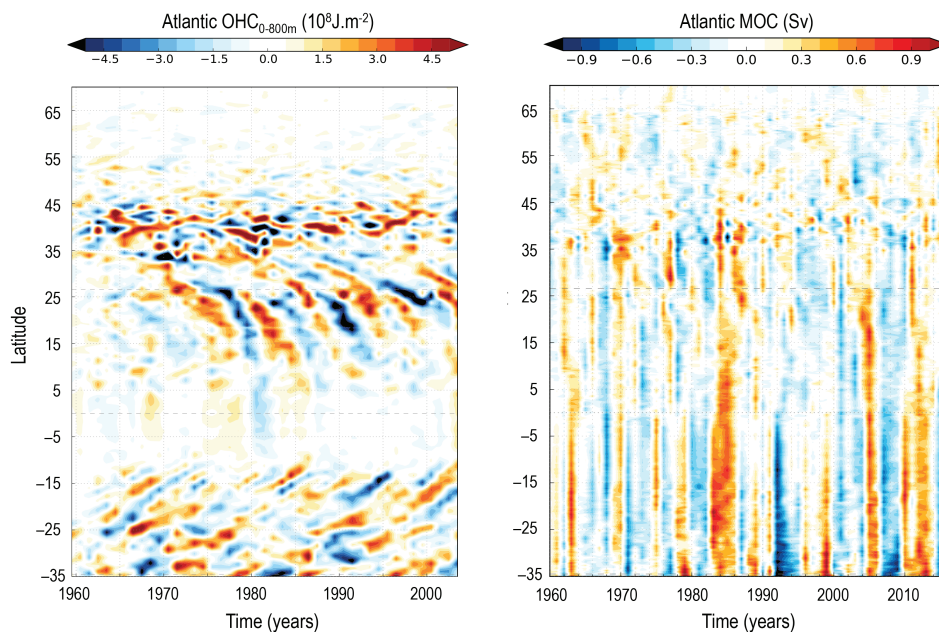 Atlantic OHC0-800m (10⁸J.m⁻²)
−4.5 −3.0 −1.5 0.0 1.5 3.0 4.5
65
55
45
35
25
15
5
−5
−15
−25
−35
Latitude
1960 1970 1980 1990 2000
Time (years)
Atlantic MOC (Sv)
−0.9 −0.6 −0.3 0.0 0.3 0.6 0.9
65
55
45
35
25
15
5
−5
−15
−25
−35
1960 1970 1980 1990 2000 2010
Time (years)